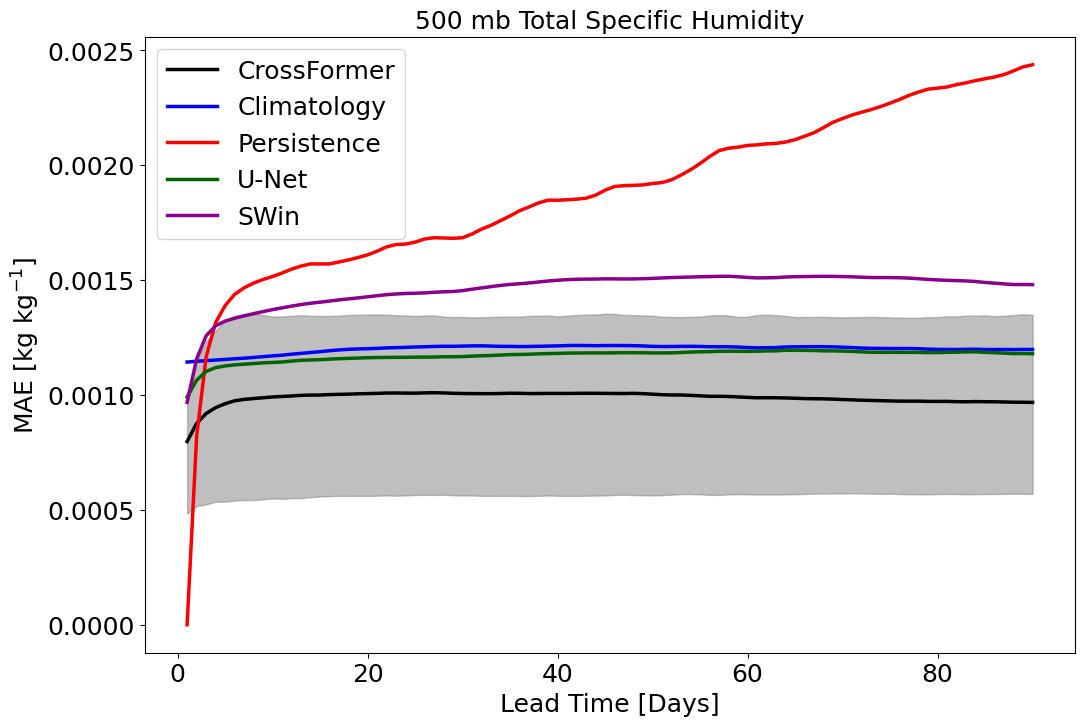 500 mb Total Specific Humidity
CrossFormer
Climatology
Persistence
U-Net
SWin
MAE [kg kg⁻¹]
0.0025
0.0020
0.0015
0.0010
0.0005
0.0000
0 20 40 60 80
Lead Time [Days]